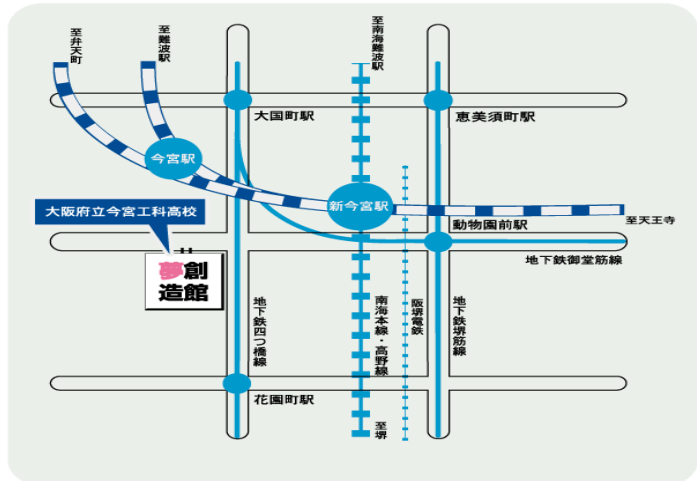 至弁天町
至難波駅
至南海難波駅
大国町駅
恵美須町駅
今宮駅
大阪府立今宮工科高校
新今宮駅
至天王寺
動物園前駅
地下鉄御堂筋線
夢創
造館
地下鉄四つ橋線
南海本線・高野線
阪堺電鉄
地下鉄堺筋線
花園町駅
至堺